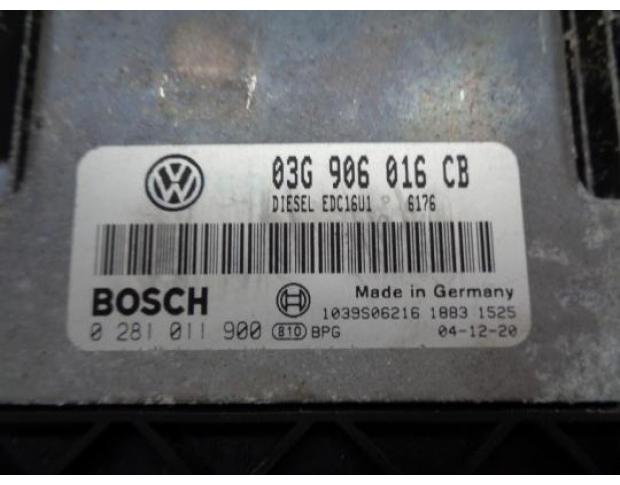 03G 906 016 CB
DIESEL EDC16U1 P 6176
BOSCH
Made in Germany
1039S06216 1883 1525
0 281 011 900 810 BPG
04-12-20